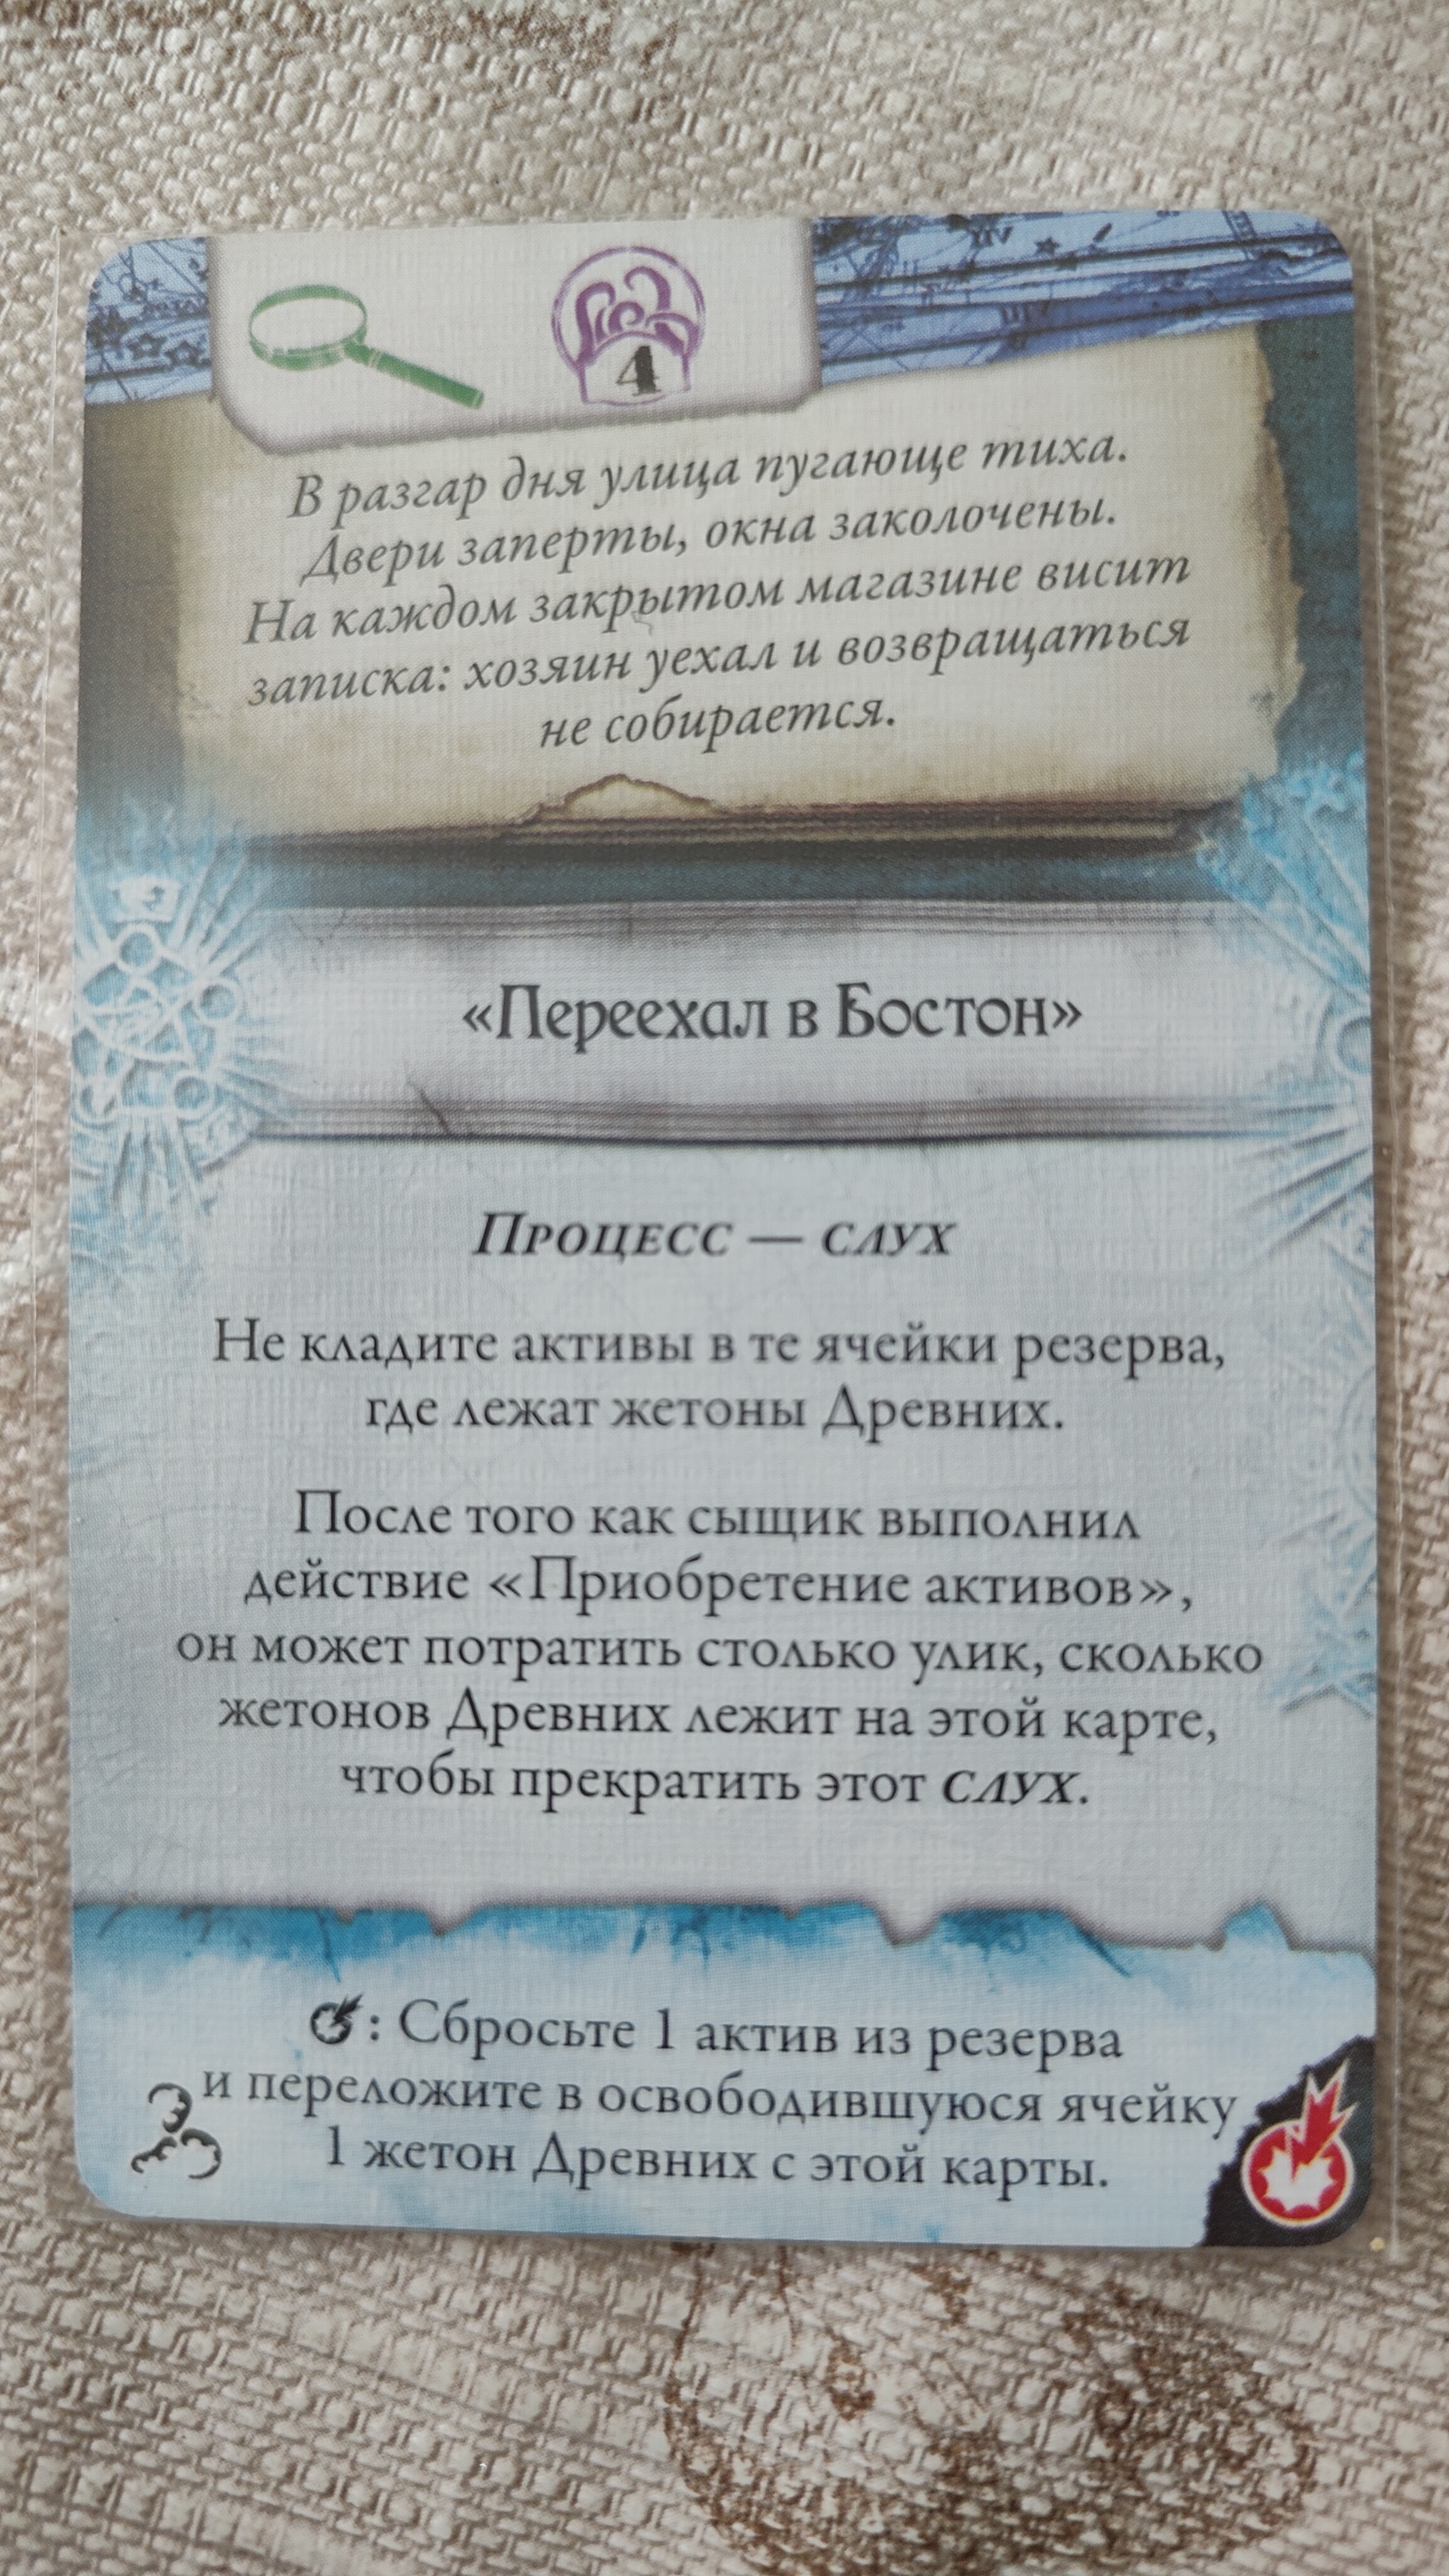 4
В разгар дня улица пугающе тиха.
Двери заперты, окна заколочены.
На каждом закрытом магазине висит
записка: хозяин уехал и возвращаться
не собирается.
«Переехал в Бостон»
Процесс — слух
Не кладите активы в те ячейки резерва,
где лежат жетоны Древних.
После того как сыщик выполнил
действие «Приобретение активов»,
он может потратить столько улик, сколько
жетонов Древних лежит на этой карте,
чтобы прекратить этот слух.
: Сбросьте 1 актив из резерва
и переложите в освободившуюся ячейку
1 жетон Древних с этой карты.